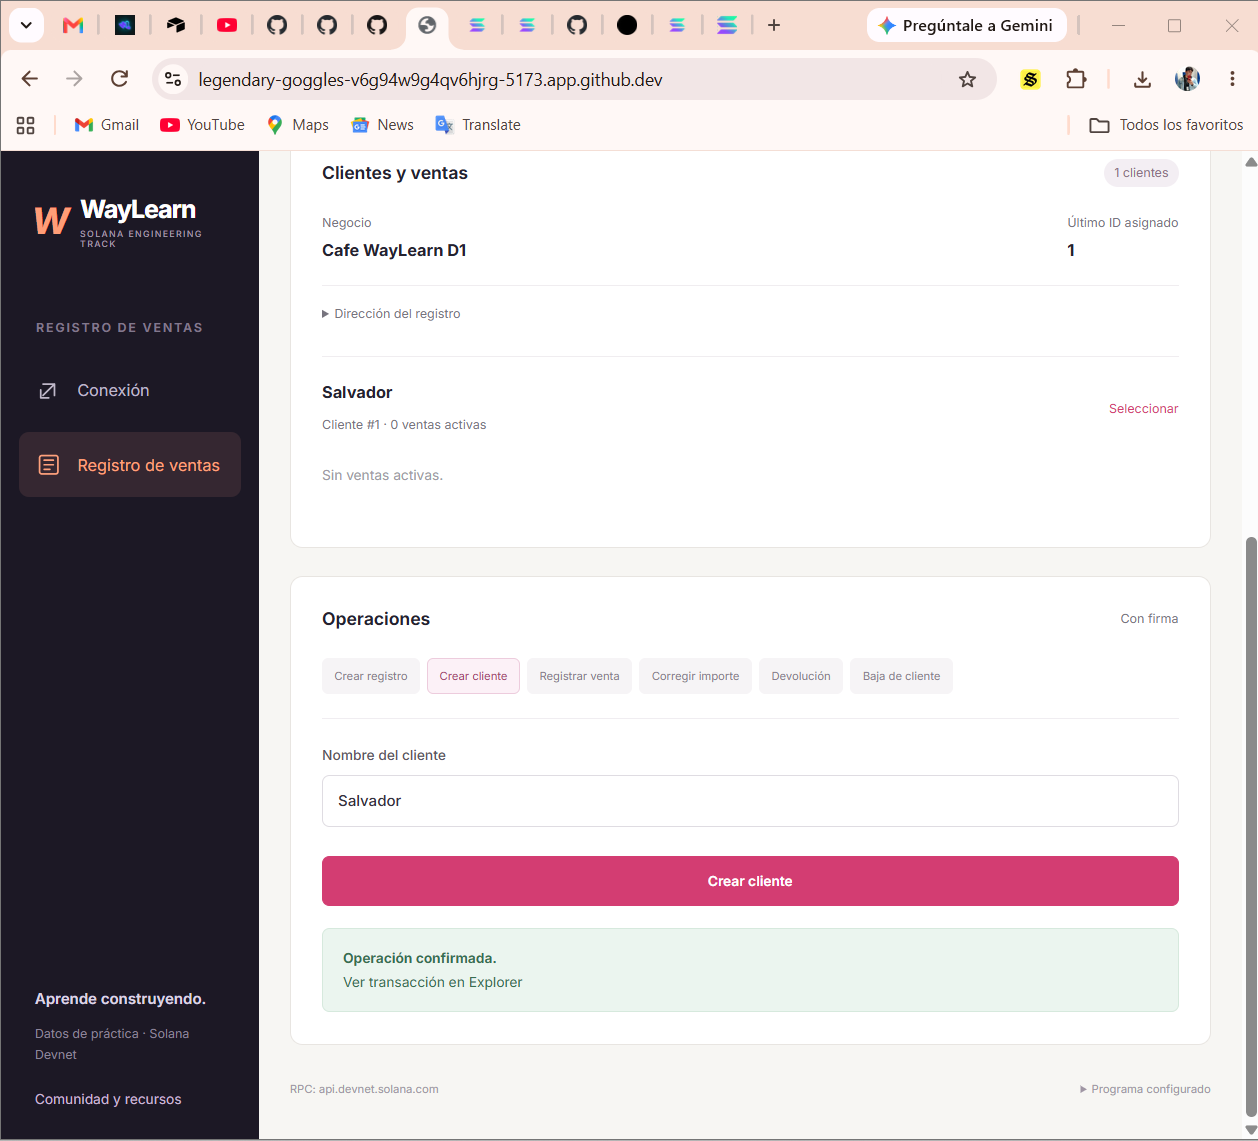 Pregúntale a Gemini
legendary-goggles-v6g94w9g4qv6hjrg-5173.app.github.dev
Gmail
YouTube
Maps
News
Translate
Todos los favoritos
W WayLearn
SOLANA ENGINEERING
TRACK
REGISTRO DE VENTAS
Conexión
Registro de ventas
Aprende construyendo.
Datos de práctica · Solana
Devnet
Comunidad y recursos
Clientes y ventas
1 clientes
Negocio
Último ID asignado
Cafe WayLearn D1
1
Dirección del registro
Salvador
Seleccionar
Cliente #1 · 0 ventas activas
Sin ventas activas.
Operaciones
Con firma
Crear registro
Crear cliente
Registrar venta
Corregir importe
Devolución
Baja de cliente
Nombre del cliente
Salvador
Crear cliente
Operación confirmada.
Ver transacción en Explorer
RPC: api.devnet.solana.com
Programa configurado